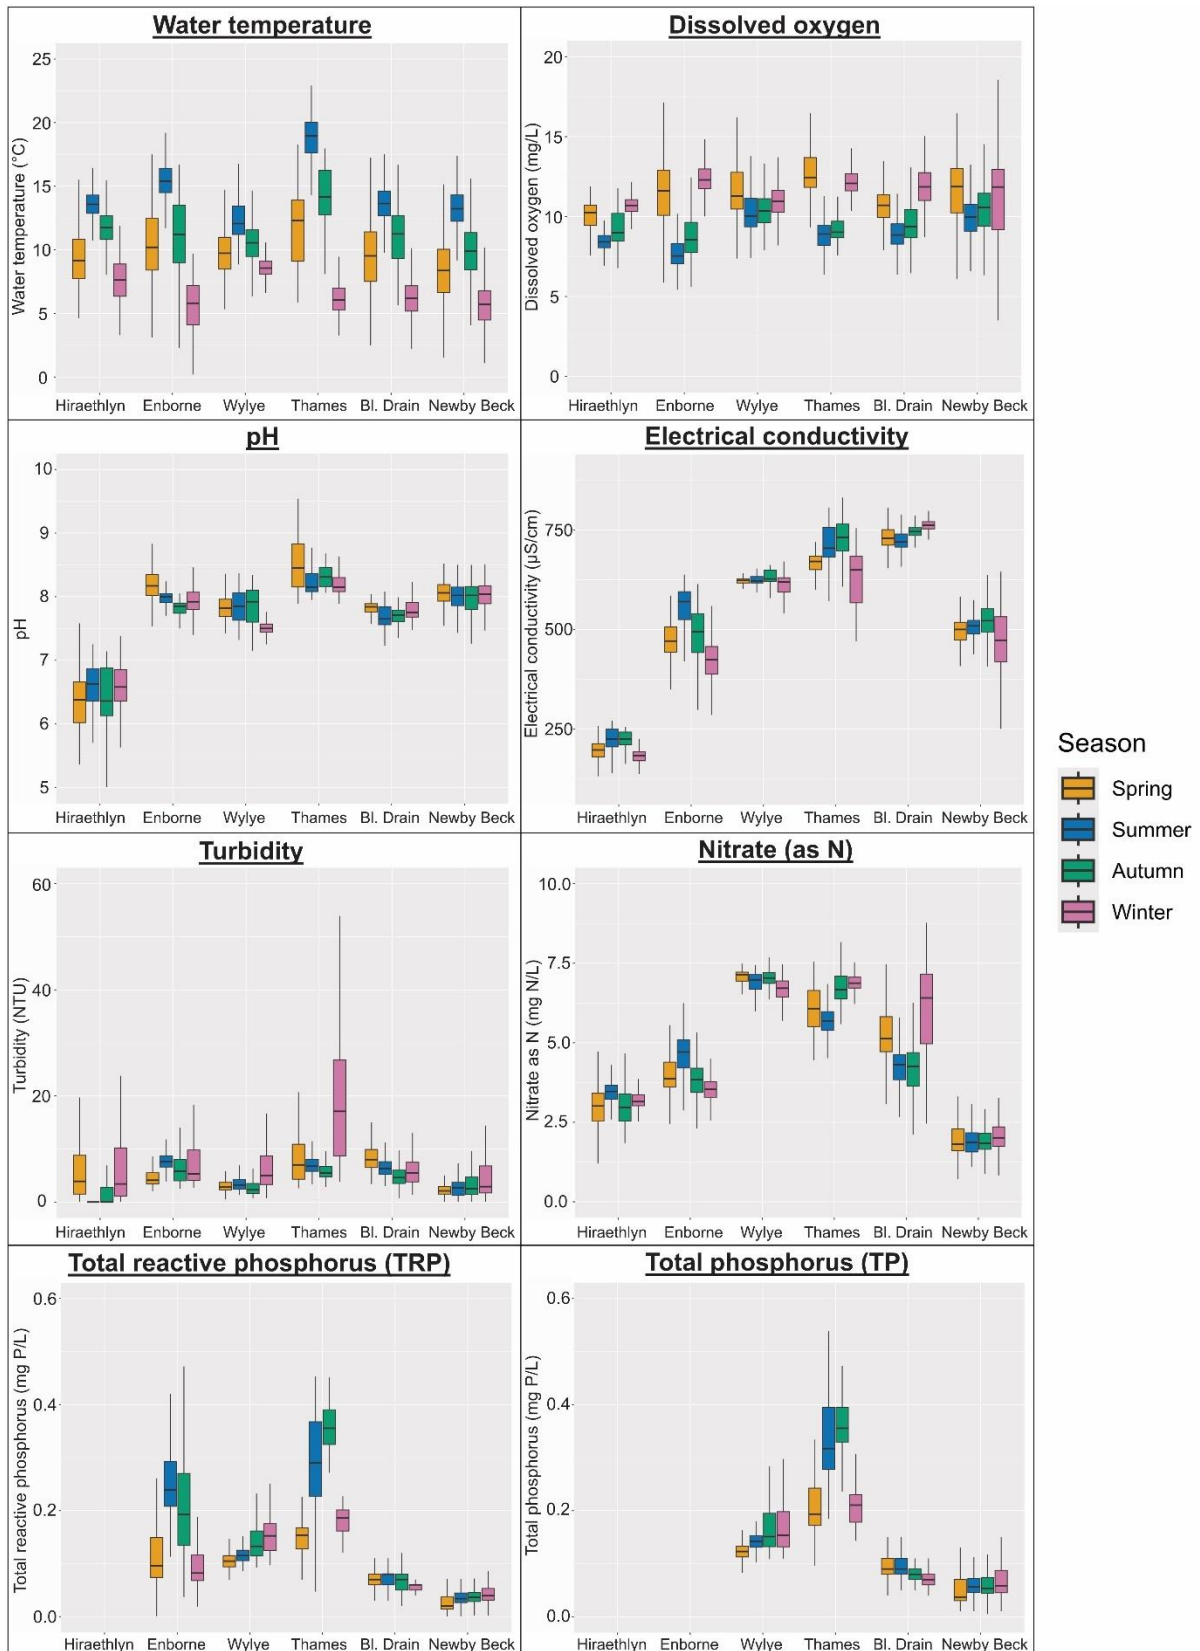 Water temperature
Water temperature (°C)
25
20
15
10
5
0
Hiraethlyn Enborne Wylye Thames Bl. Drain Newby Beck
Dissolved oxygen
Dissolved oxygen (mg/L)
20
15
10
5
0
Hiraethlyn Enborne Wylye Thames Bl. Drain Newby Beck
pH
pH
10
9
8
7
6
5
Hiraethlyn Enborne Wylye Thames Bl. Drain Newby Beck
Electrical conductivity
Electrical conductivity (µS/cm)
750
500
250
Hiraethlyn Enborne Wylye Thames Bl. Drain Newby Beck
Turbidity
Turbidity (NTU)
60
40
20
0
Hiraethlyn Enborne Wylye Thames Bl. Drain Newby Beck
Nitrate (as N)
Nitrate as N (mg N/L)
10.0
7.5
5.0
2.5
0.0
Hiraethlyn Enborne Wylye Thames Bl. Drain Newby Beck
Total reactive phosphorus (TRP)
Total reactive phosphorus (mg P/L)
0.6
0.4
0.2
0.0
Hiraethlyn Enborne Wylye Thames Bl. Drain Newby Beck
Total phosphorus (TP)
Total phosphorus (mg P/L)
0.6
0.4
0.2
0.0
Hiraethlyn Enborne Wylye Thames Bl. Drain Newby Beck
Season
Spring
Summer
Autumn
Winter